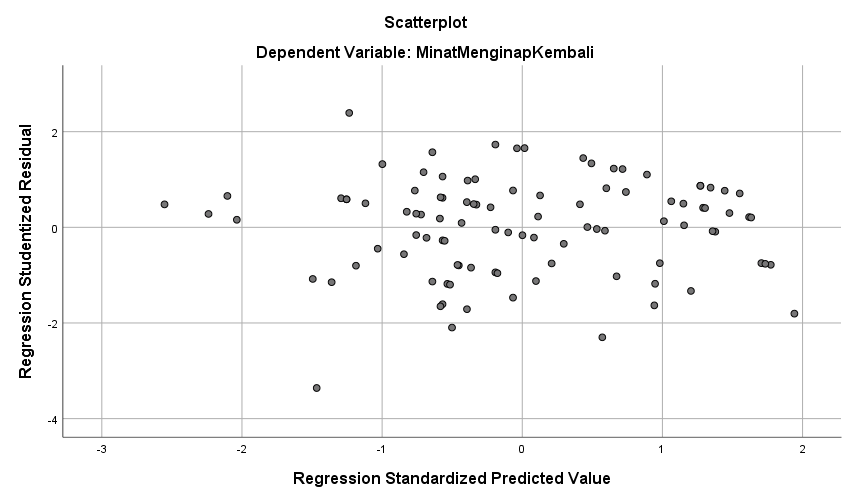 Scatterplot
Dependent Variable: MinatMenginapKembali
Regression Studentized Residual
2
0
-2
-4
-3
-2
-1
0
1
2
Regression Standardized Predicted Value